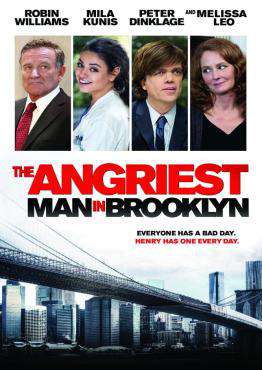 ROBIN WILLIAMS
MILA KUNIS
PETER DINKLAGE
AND MELISSA LEO
THE ANGRIEST
MAN IN BROOKLYN
EVERYONE HAS A BAD DAY.
HENRY HAS ONE EVERY DAY.